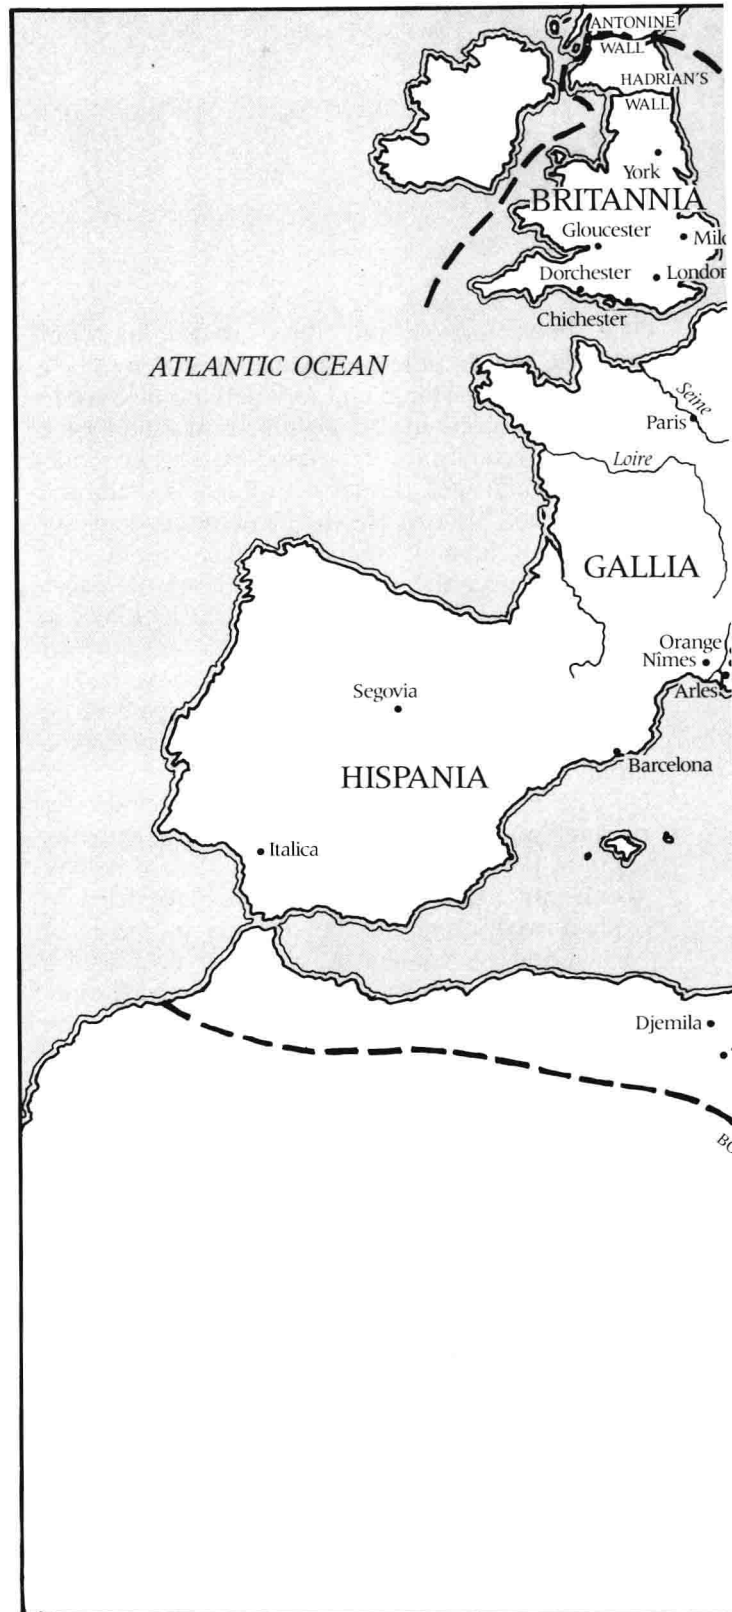 ANTONINE
WALL
HADRIAN'S
WALL
York
BRITANNIA
Gloucester
Dorchester
London
Chichester
ATLANTIC OCEAN
Seine
Paris
Loire
GALLIA
Orange
Nîmes
Arles
Segovia
Barcelona
HISPANIA
Italica
Djemila